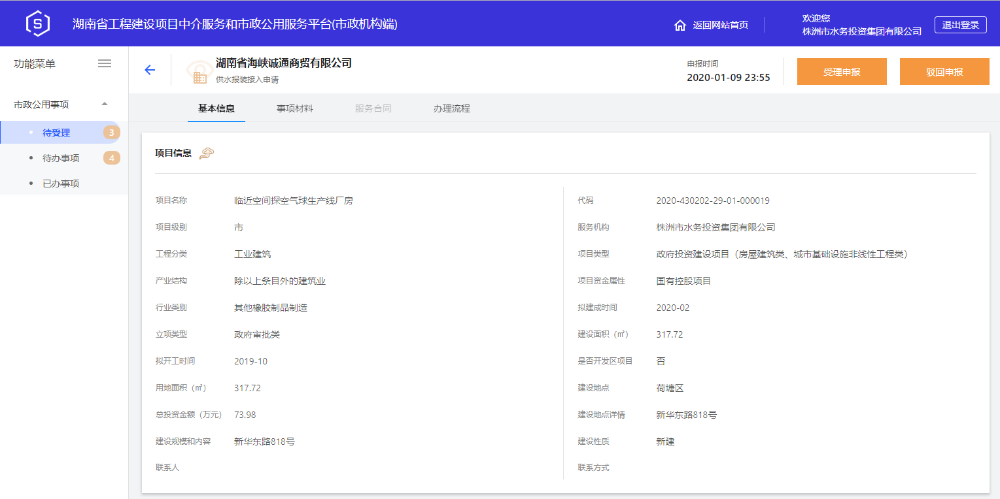 S
湖南省工程建设项目中介服务和市政公用服务平台(市政机构端)
返回网站首页
欢迎您
株洲市水务投资集团有限公司
退出登录
功能菜单
市政公用事项
待受理 3
待办事项 4
已办事项
湖南省海峡诚通商贸有限公司
供水报装接入申请
申报时间
2020-01-09 23:55
受理申报
驳回申报
基本信息 事项材料 服务合同 办理流程
项目信息
项目名称 临近空间探空气球生产线厂房
代码 2020-430202-29-01-000019
项目级别 市
服务机构 株洲市水务投资集团有限公司
工程分类 工业建筑
项目类型 政府投资建设项目（房屋建筑类、城市基础设施非线性工程类）
产业结构 除以上条目外的建筑业
项目资金属性 国有控股项目
行业类别 其他橡胶制品制造
拟建成时间 2020-02
立项类型 政府审批类
建设面积（㎡） 317.72
拟开工时间 2019-10
是否开发区项目 否
用地面积（㎡） 317.72
建设地点 荷塘区
总投资金额（万元） 73.98
建设地点详情 新华东路818号
建设规模和内容 新华东路818号
建设性质 新建
联系人
联系方式